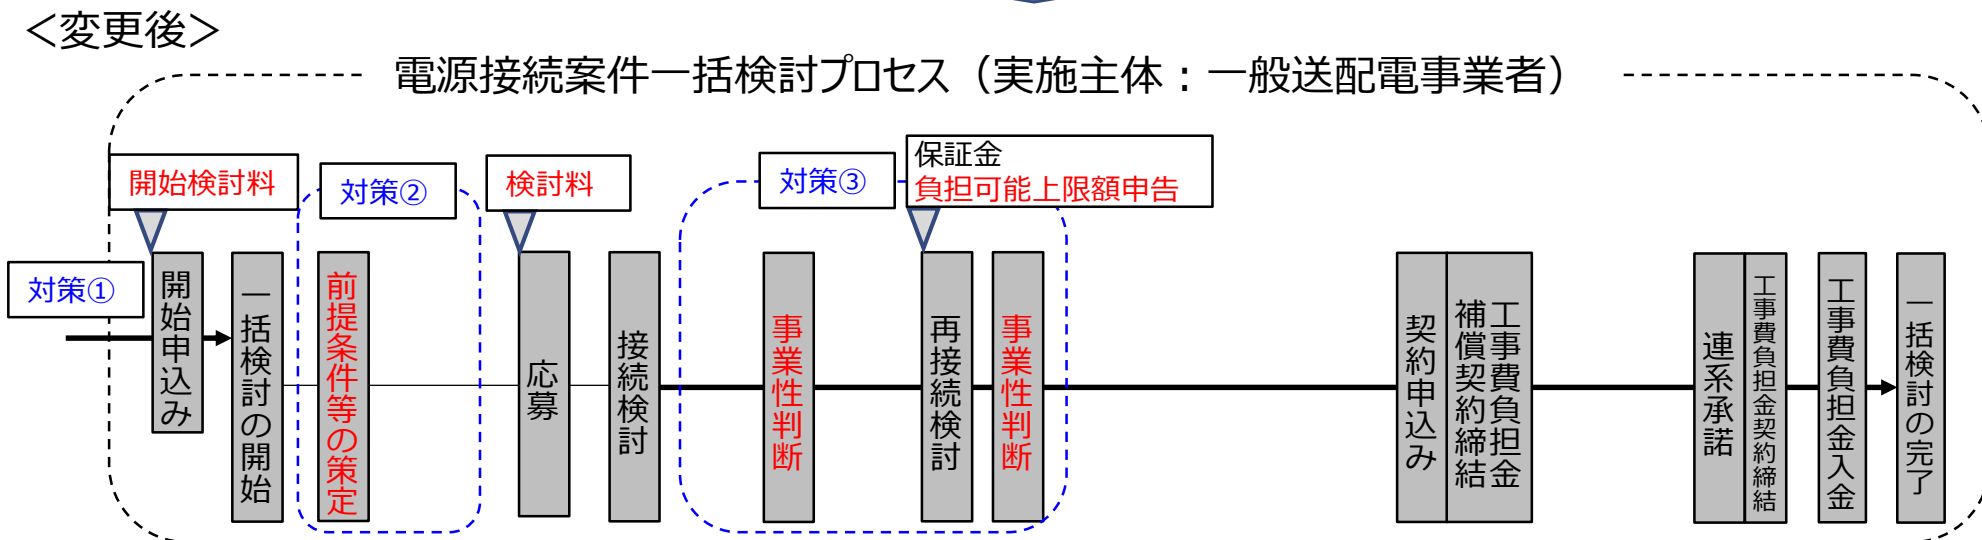 ＜変更後＞
電源接続案件一括検討プロセス（実施主体：一般送配電事業者）
開始検討料
対策②
検討料
対策③
保証金
負担可能上限額申告
対策①
開始申込み
一括検討の開始
前提条件等の策定
応募
接続検討
事業性判断
再接続検討
事業性判断
契約申込み
工事費負担金
補償契約締結
連系承諾
工事費負担金契約締結
工事費負担金入金
一括検討の完了